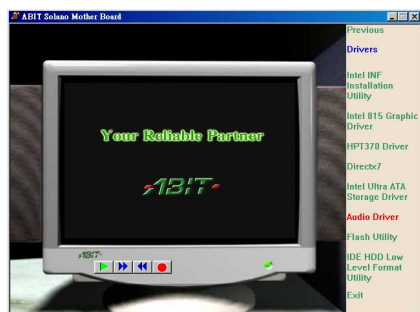 ABIT Solano Mother Board
Previous
Drivers
Intel INF
Installation
Utility
Intel 815 Graphic
Driver
HPT370 Driver
Directx7
Intel Ultra ATA
Storage Driver
Audio Driver
Flash Utility
IDE HDD Low
Level Format
Utility
Exit
Your Reliable Partner
ABIT
ABIT